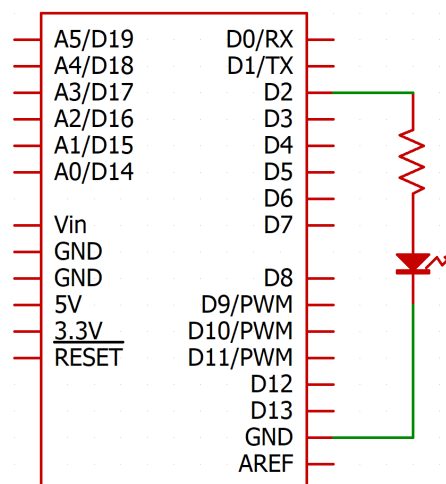 A5/D19 D0/RX
A4/D18 D1/TX
A3/D17 D2
A2/D16 D3
A1/D15 D4
A0/D14 D5
D6
Vin D7
GND
GND D8
5V D9/PWM
3.3V D10/PWM
RESET D11/PWM
D12
D13
GND
AREF